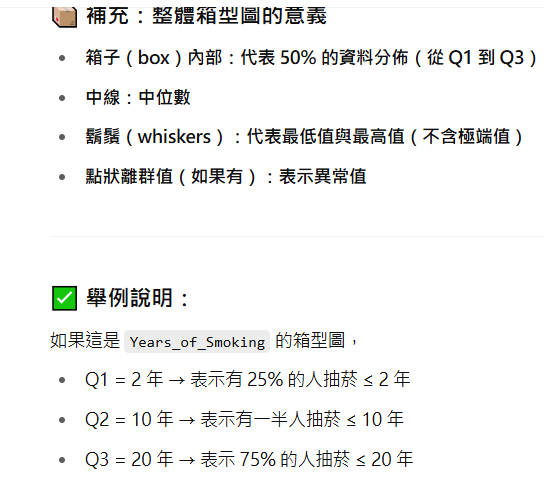 補充：整體箱型圖的意義
箱子（box）內部：代表 50% 的資料分佈（從 Q1 到 Q3）
中線：中位數
鬍鬚（whiskers）：代表最低值與最高值（不含極端值）
點狀離群值（如果有）：表示異常值
舉例說明：
如果這是 Years_of_Smoking 的箱型圖，
Q1 = 2 年 → 表示有 25% 的人抽菸 ≤ 2 年
Q2 = 10 年 → 表示有一半人抽菸 ≤ 10 年
Q3 = 20 年 → 表示 75% 的人抽菸 ≤ 20 年